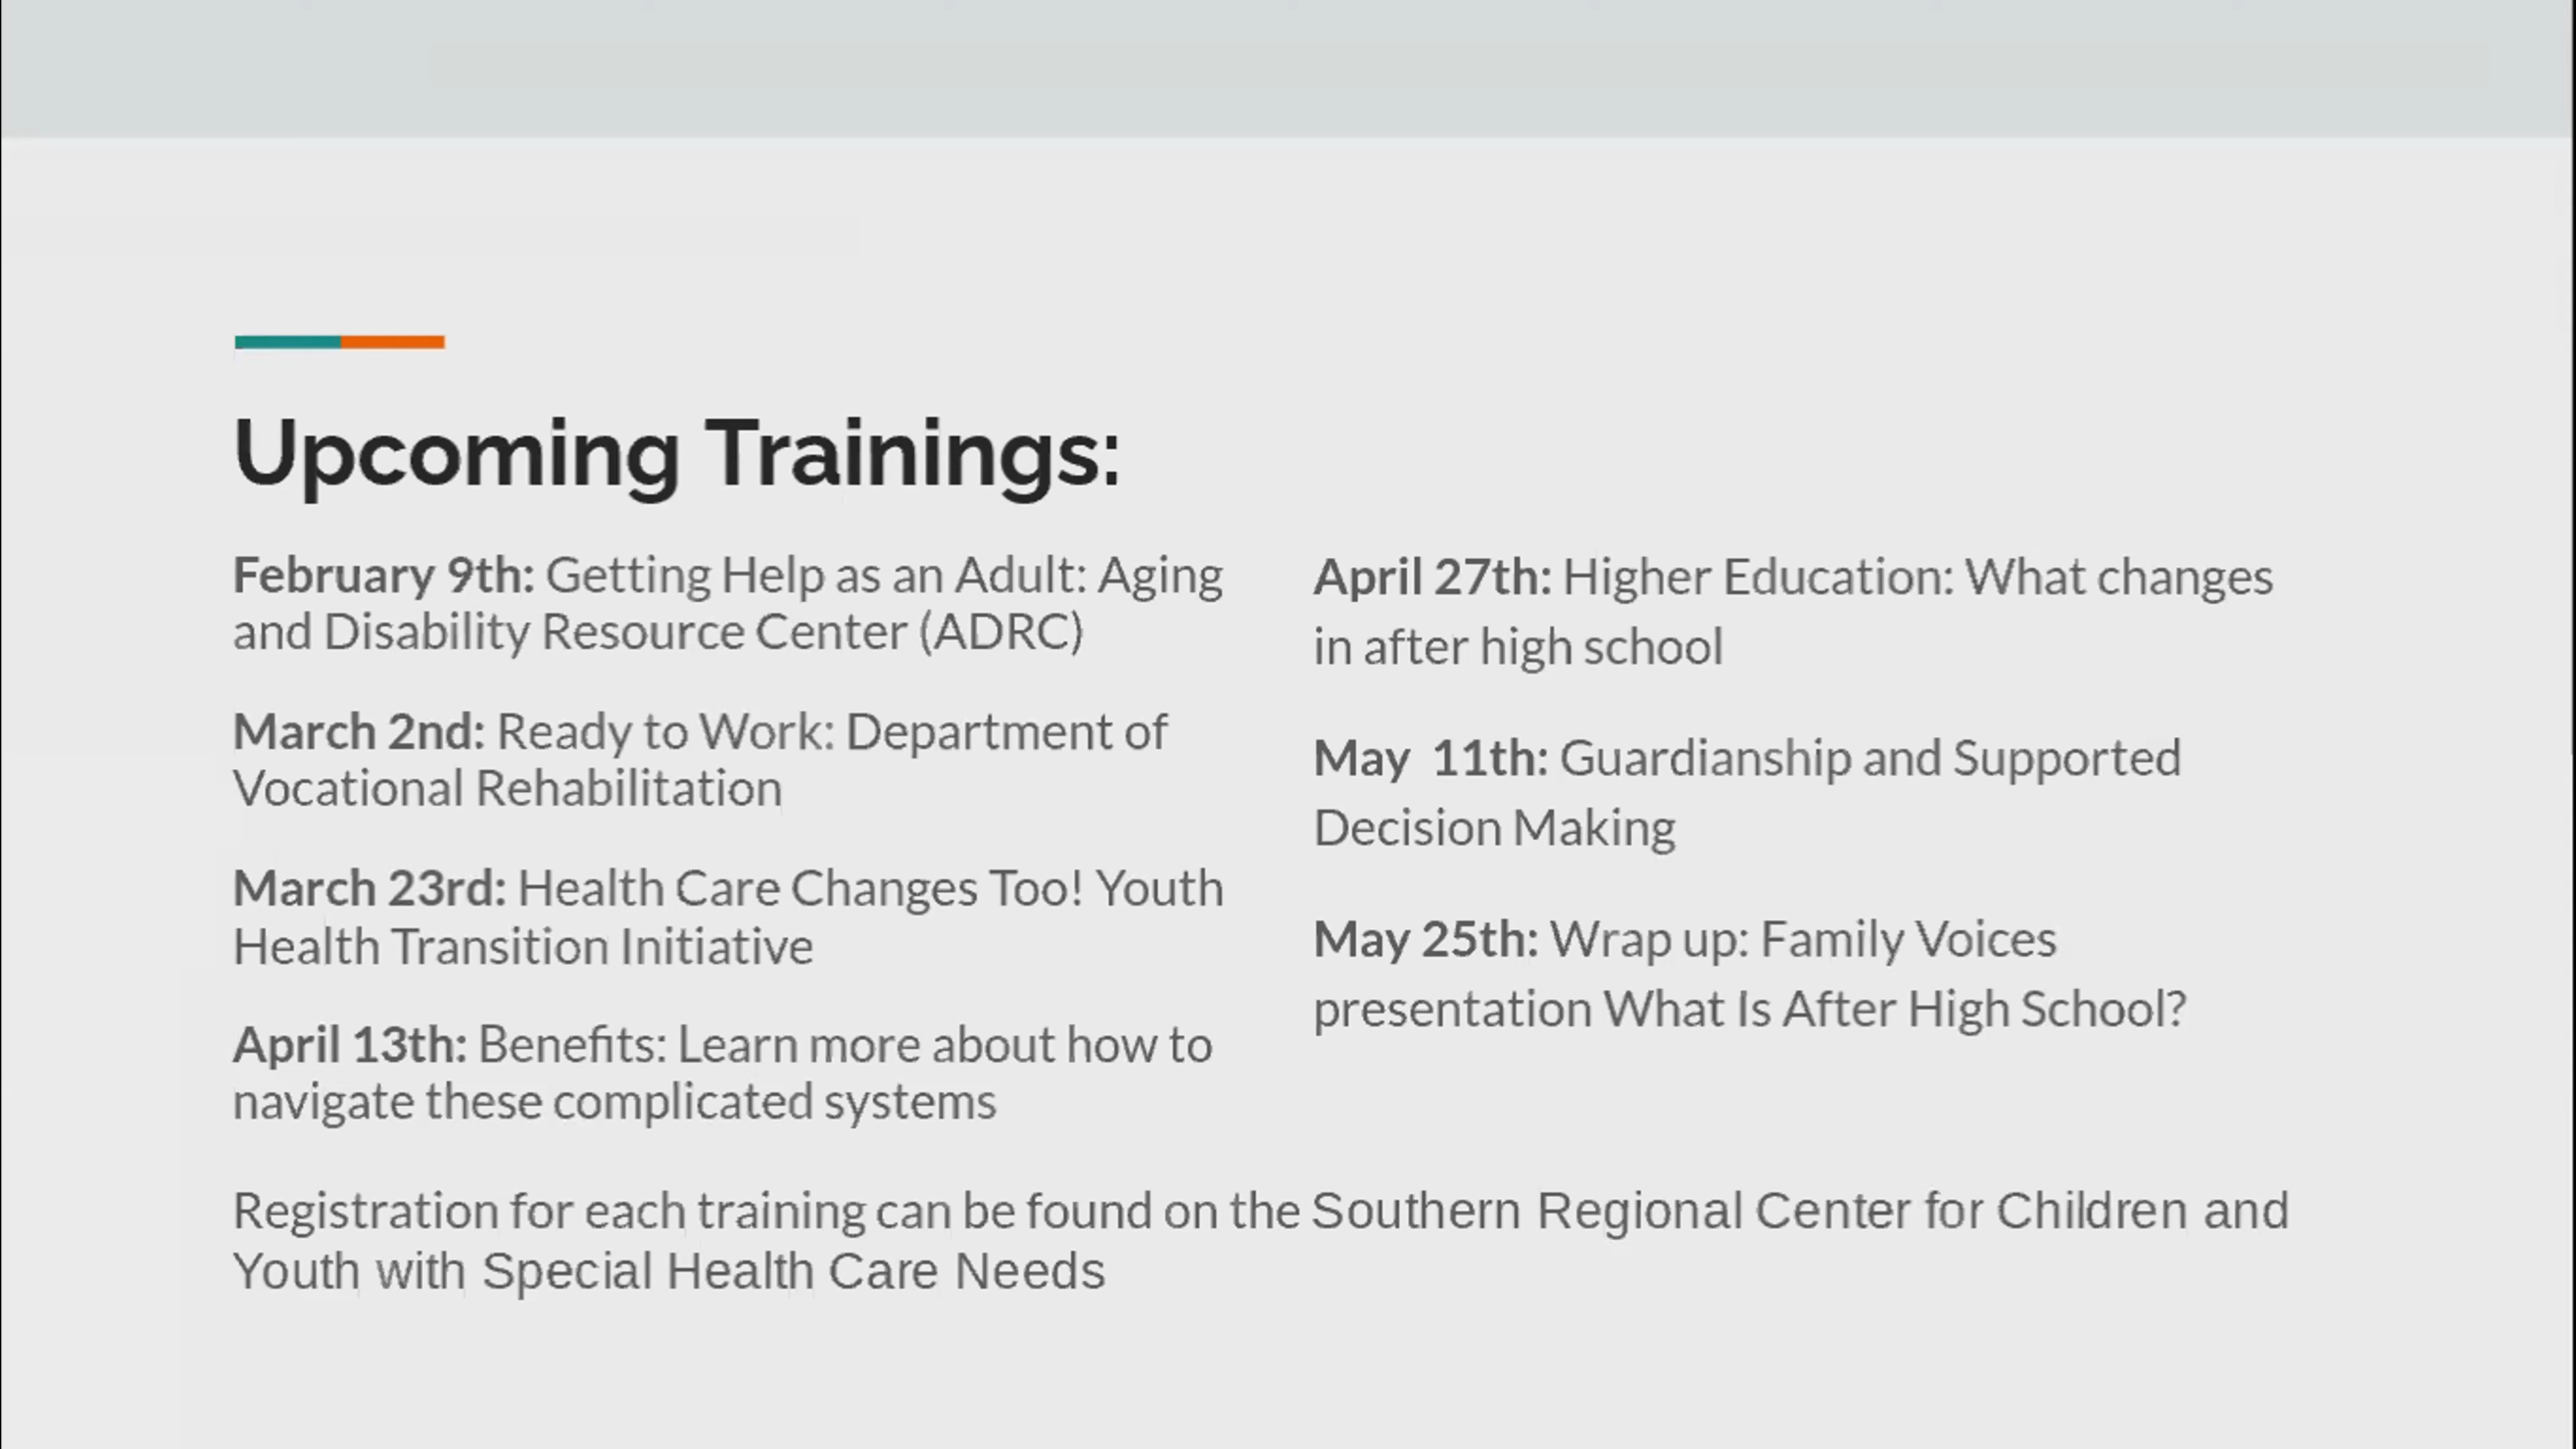 Upcoming Trainings:
February 9th: Getting Help as an Adult: Aging
and Disability Resource Center (ADRC)
March 2nd: Ready to Work: Department of
Vocational Rehabilitation
March 23rd: Health Care Changes Too! Youth
Health Transition Initiative
April 13th: Benefits: Learn more about how to
navigate these complicated systems
April 27th: Higher Education: What changes
in after high school
May 11th: Guardianship and Supported
Decision Making
May 25th: Wrap up: Family Voices
presentation What Is After High School?
Registration for each training can be found on the Southern Regional Center for Children and
Youth with Special Health Care Needs